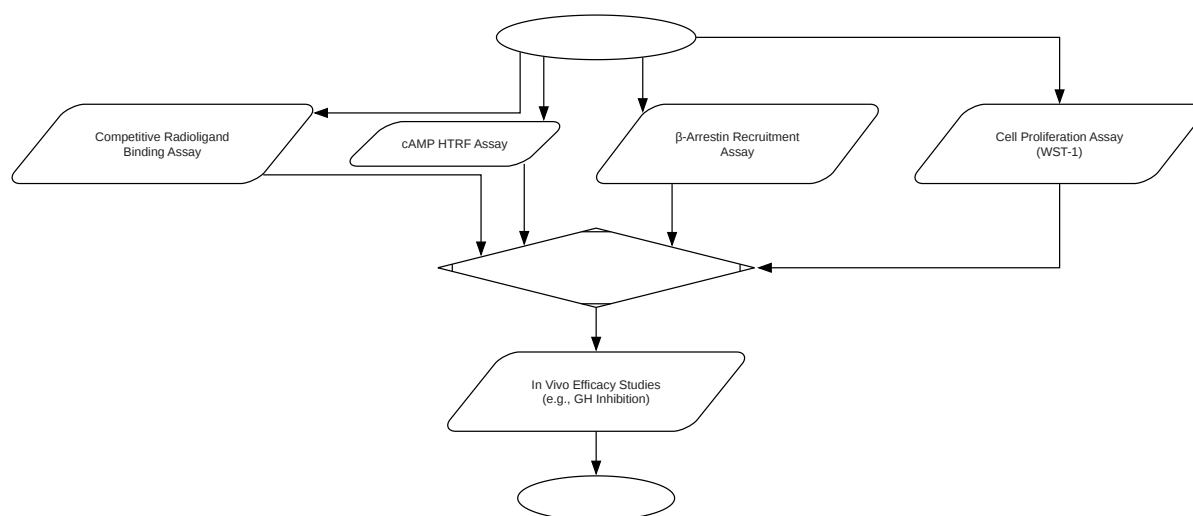 Competitive Radioligand
Binding Assay
cAMP HTRF Assay
β-Arrestin Recruitment
Assay
Cell Proliferation Assay
(WST-1)
In Vivo Efficacy Studies
(e.g., GH Inhibition)